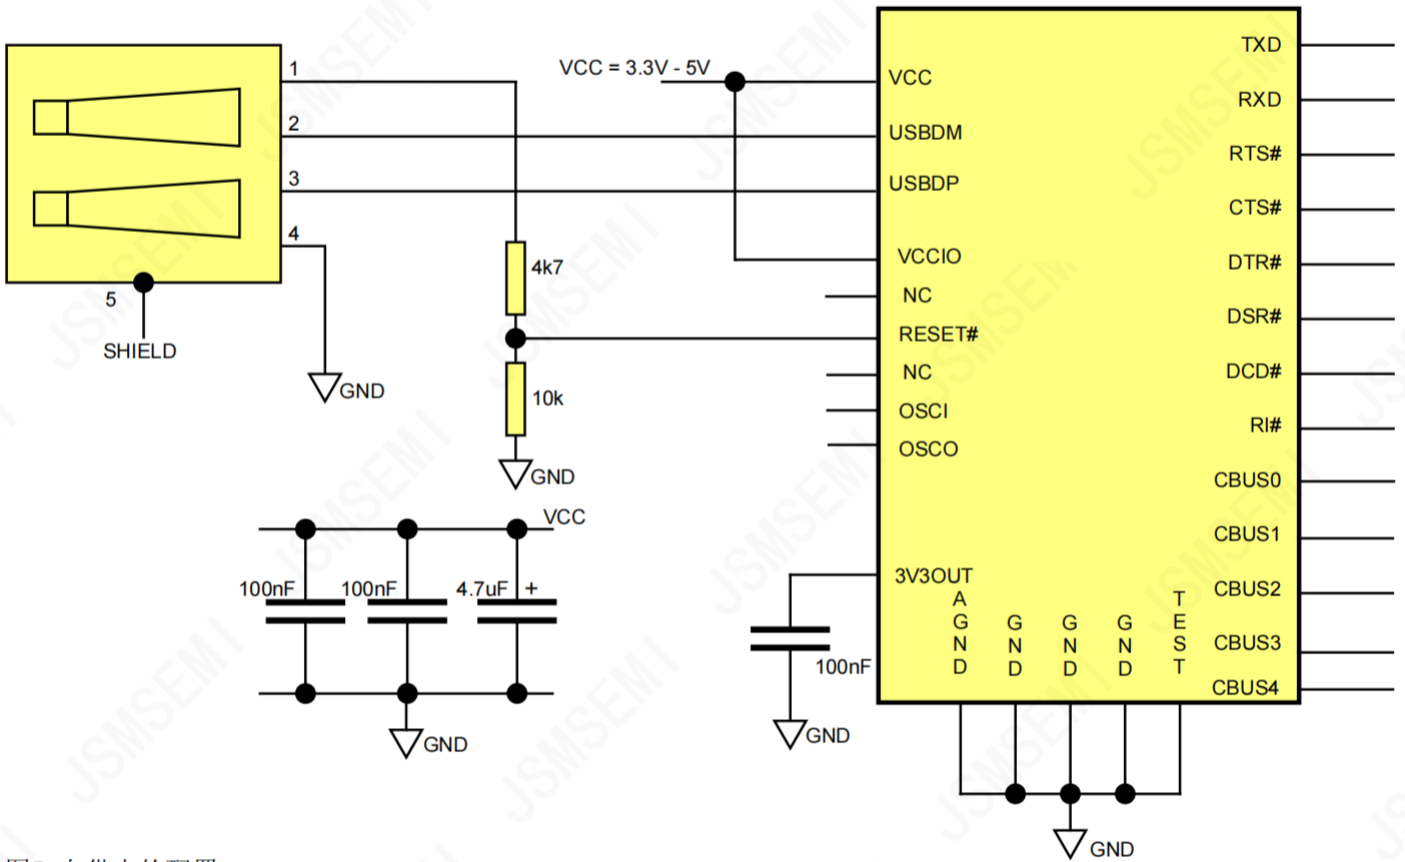 1
2
3
4
5
SHIELD
GND
VCC = 3.3V - 5V
4k7
10k
GND
VCC
100nF
100nF
4.7uF +
GND
VCC
USBDM
USBDP
VCCIO
NC
RESET#
NC
OSCI
OSCO
3V3OUT
AGND
GND
GND
GND
TEST
100nF
GND
GND
TXD
RXD
RTS#
CTS#
DTR#
DSR#
DCD#
RI#
CBUS0
CBUS1
CBUS2
CBUS3
CBUS4
JSMSEMI